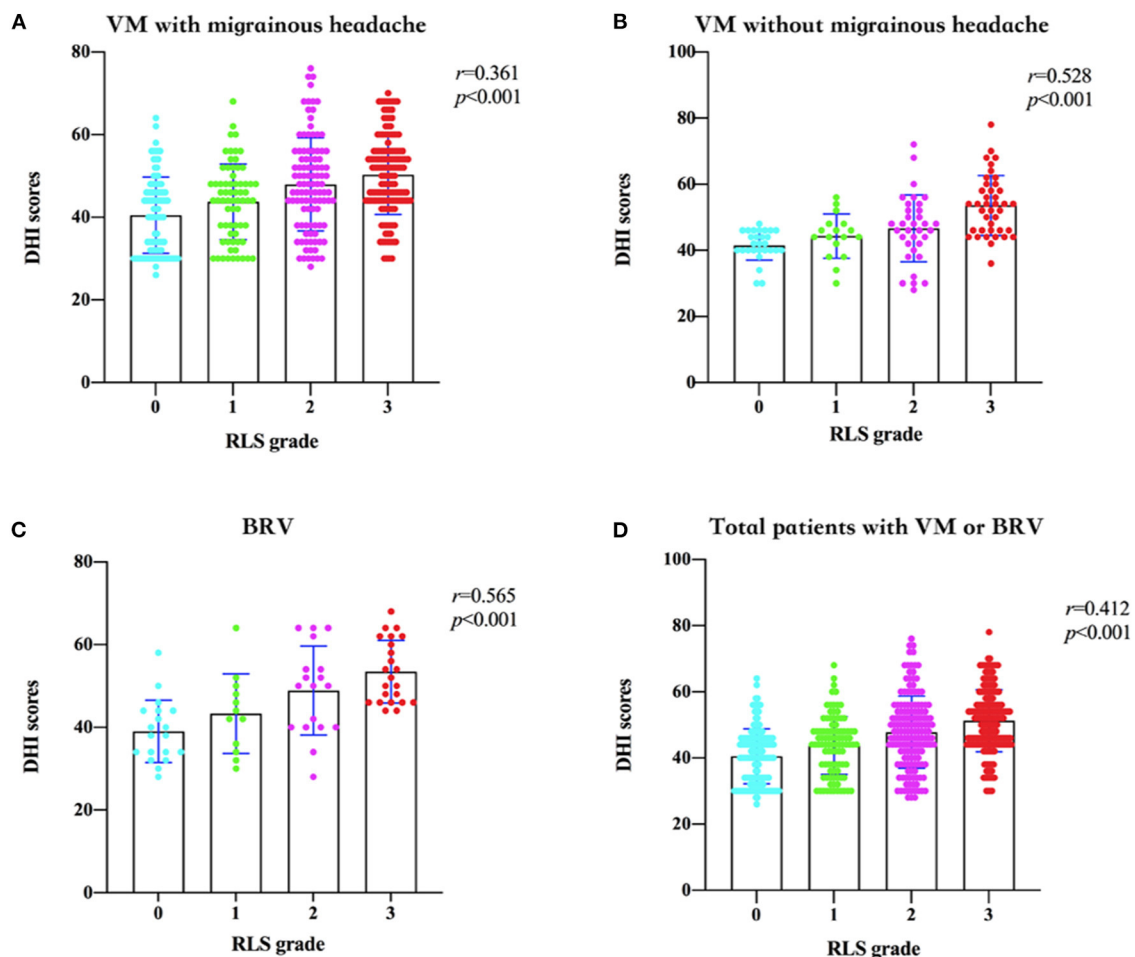 A
VM with migrainous headache
80
60
40
20
0
DHI scores
r=0.361
p<0.001
0 1 2 3
RLS grade
B
VM without migrainous headache
100
80
60
40
20
0
DHI scores
r=0.528
p<0.001
0 1 2 3
RLS grade
C
BRV
80
60
40
20
0
DHI scores
r=0.565
p<0.001
0 1 2 3
RLS grade
D
Total patients with VM or BRV
100
80
60
40
20
0
DHI scores
r=0.412
p<0.001
0 1 2 3
RLS grade